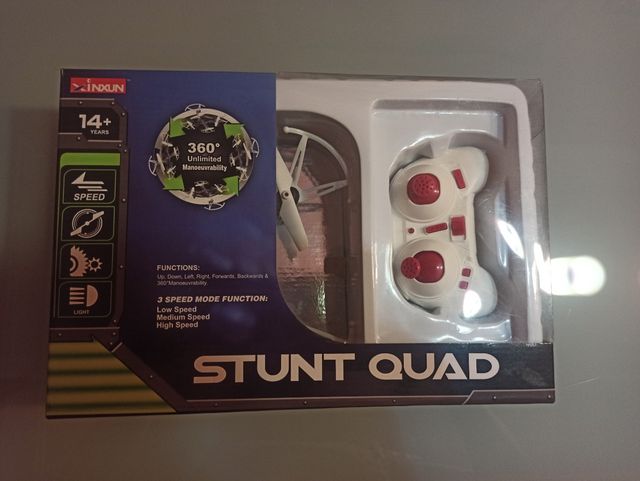 XINXUN
14+
YEARS
360°
Unlimited
Manoeuvrability
SPEED
FUNCTIONS:
Up, Down, Left, Right, Forwards, Backwards &
360°Manoeuvrability.
3 SPEED MODE FUNCTION:
Low Speed
Medium Speed
High Speed
LIGHT
STUNT QUAD